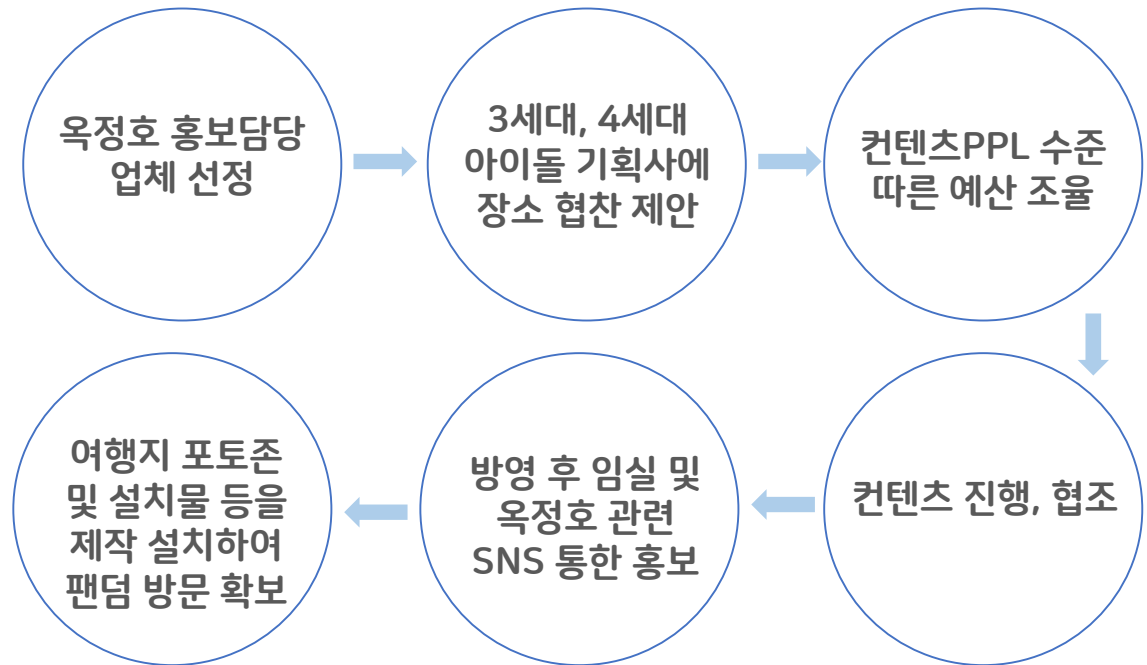 옥정호 홍보담당
업체 선정
3세대, 4세대
아이돌 기획사에
장소 협찬 제안
컨텐츠PPL 수준
따른 예산 조율
컨텐츠 진행, 협조
방영 후 임실 및
옥정호 관련
SNS 통한 홍보
여행지 포토존
및 설치물 등을
제작 설치하여
팬덤 방문 확보